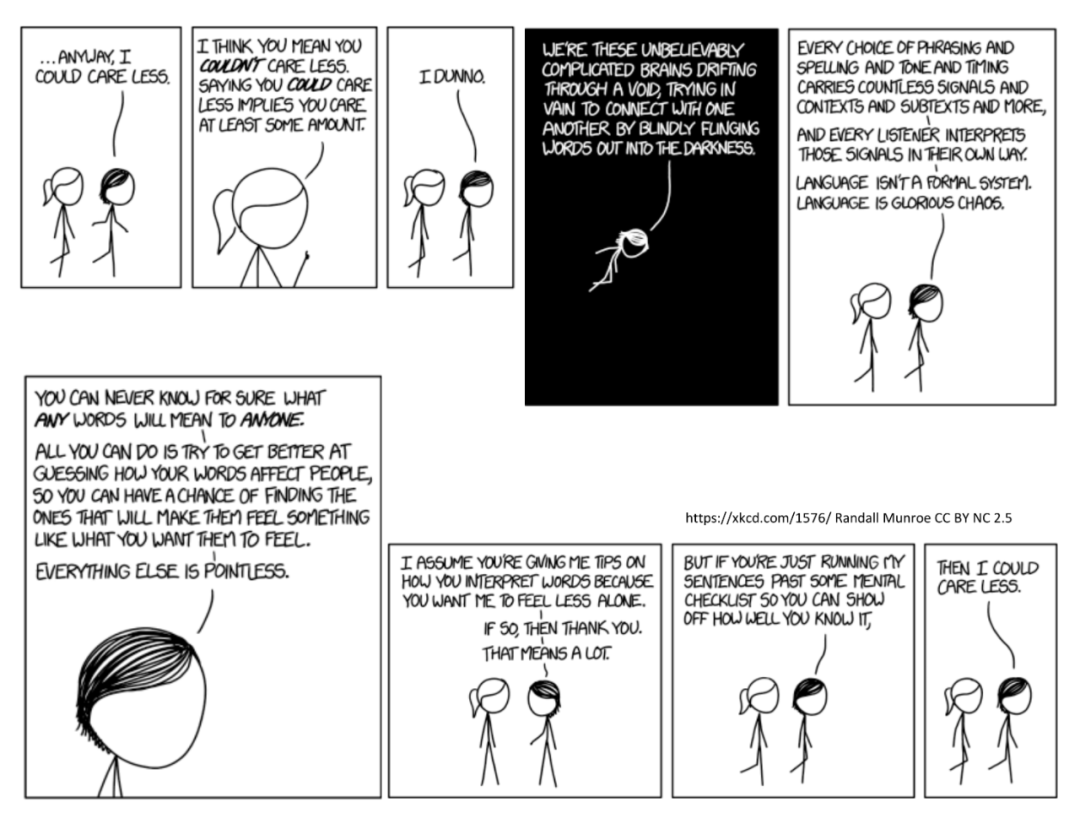 ...ANYWAY, I
COULD CARE LESS.
I THINK YOU MEAN YOU
COULDN'T CARE LESS.
SAYING YOU COULD CARE
LESS IMPLIES YOU CARE
AT LEAST SOME AMOUNT.
I DUNNO.
WE'RE THESE UNBELIEVABLY
COMPLICATED BRAINS DRIFTING
THROUGH A VOID, TRYING IN
VAIN TO CONNECT WITH ONE
ANOTHER BY BLINDLY FLINGING
WORDS OUT INTO THE DARKNESS.
EVERY CHOICE OF PHRASING AND
SPELLING AND TONE AND TIMING
CARRIES COUNTLESS SIGNALS AND
CONTEXTS AND SUBTEXTS AND MORE,
AND EVERY LISTENER INTERPRETS
THOSE SIGNALS IN THEIR OWN WAY.
LANGUAGE ISN'T A FORMAL SYSTEM.
LANGUAGE IS GLORIOUS CHAOS.
YOU CAN NEVER KNOW FOR SURE WHAT
ANY WORDS WILL MEAN TO ANYONE.
ALL YOU CAN DO IS TRY TO GET BETTER AT
GUESSING HOW YOUR WORDS AFFECT PEOPLE,
SO YOU CAN HAVE A CHANCE OF FINDING THE
ONES THAT WILL MAKE THEM FEEL SOMETHING
LIKE WHAT YOU WANT THEM TO FEEL.
EVERYTHING ELSE IS POINTLESS.
https://xkcd.com/1576/ Randall Munroe CC BY NC 2.5
I ASSUME YOU'RE GIVING ME TIPS ON
HOW YOU INTERPRET WORDS BECAUSE
YOU WANT ME TO FEEL LESS ALONE.
IF SO, THEN THANK YOU.
THAT MEANS A LOT.
BUT IF YOU'RE JUST RUNNING MY
SENTENCES PAST SOME MENTAL
CHECKLIST SO YOU CAN SHOW
OFF HOW WELL YOU KNOW IT,
THEN I COULD
CARE LESS.